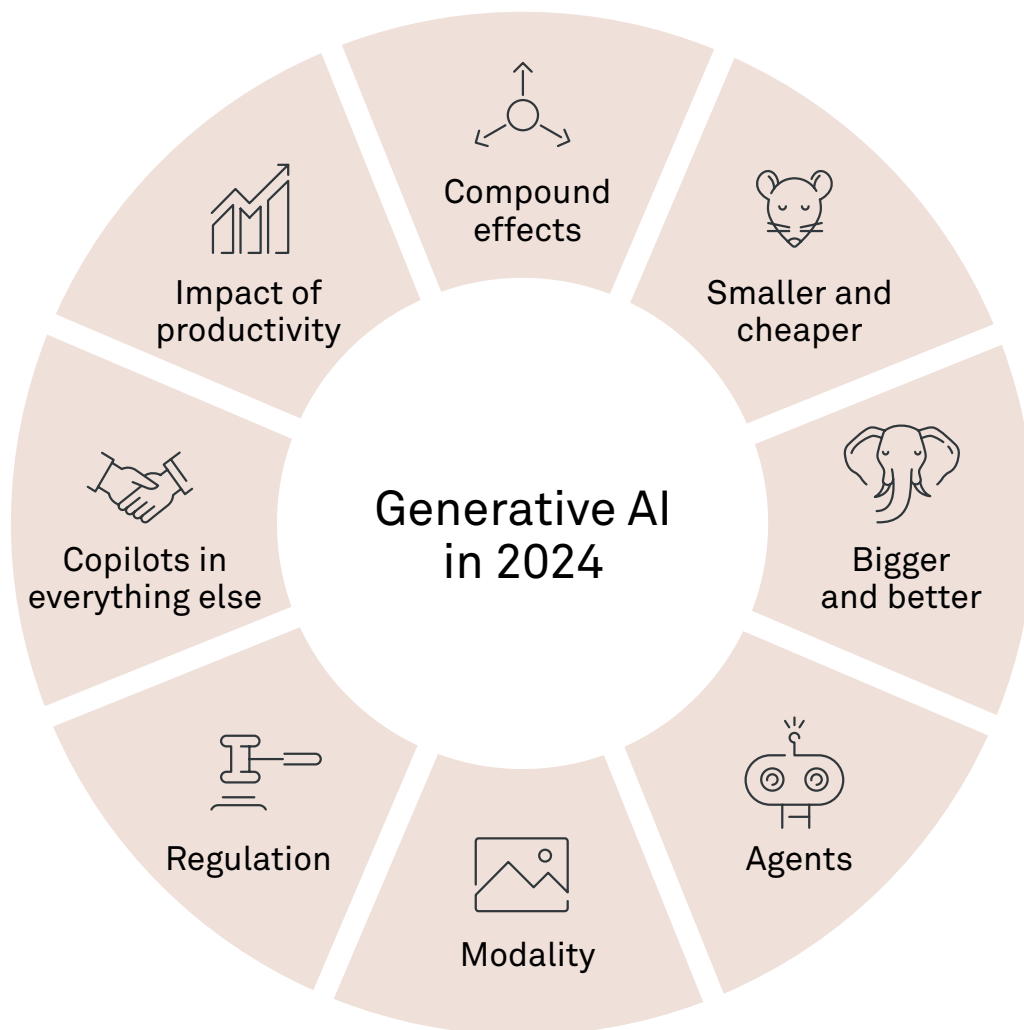 Generative AI
in 2024
Compound
effects
Smaller and
cheaper
Bigger
and better
Agents
Modality
Regulation
Copilots in
everything else
Impact of
productivity